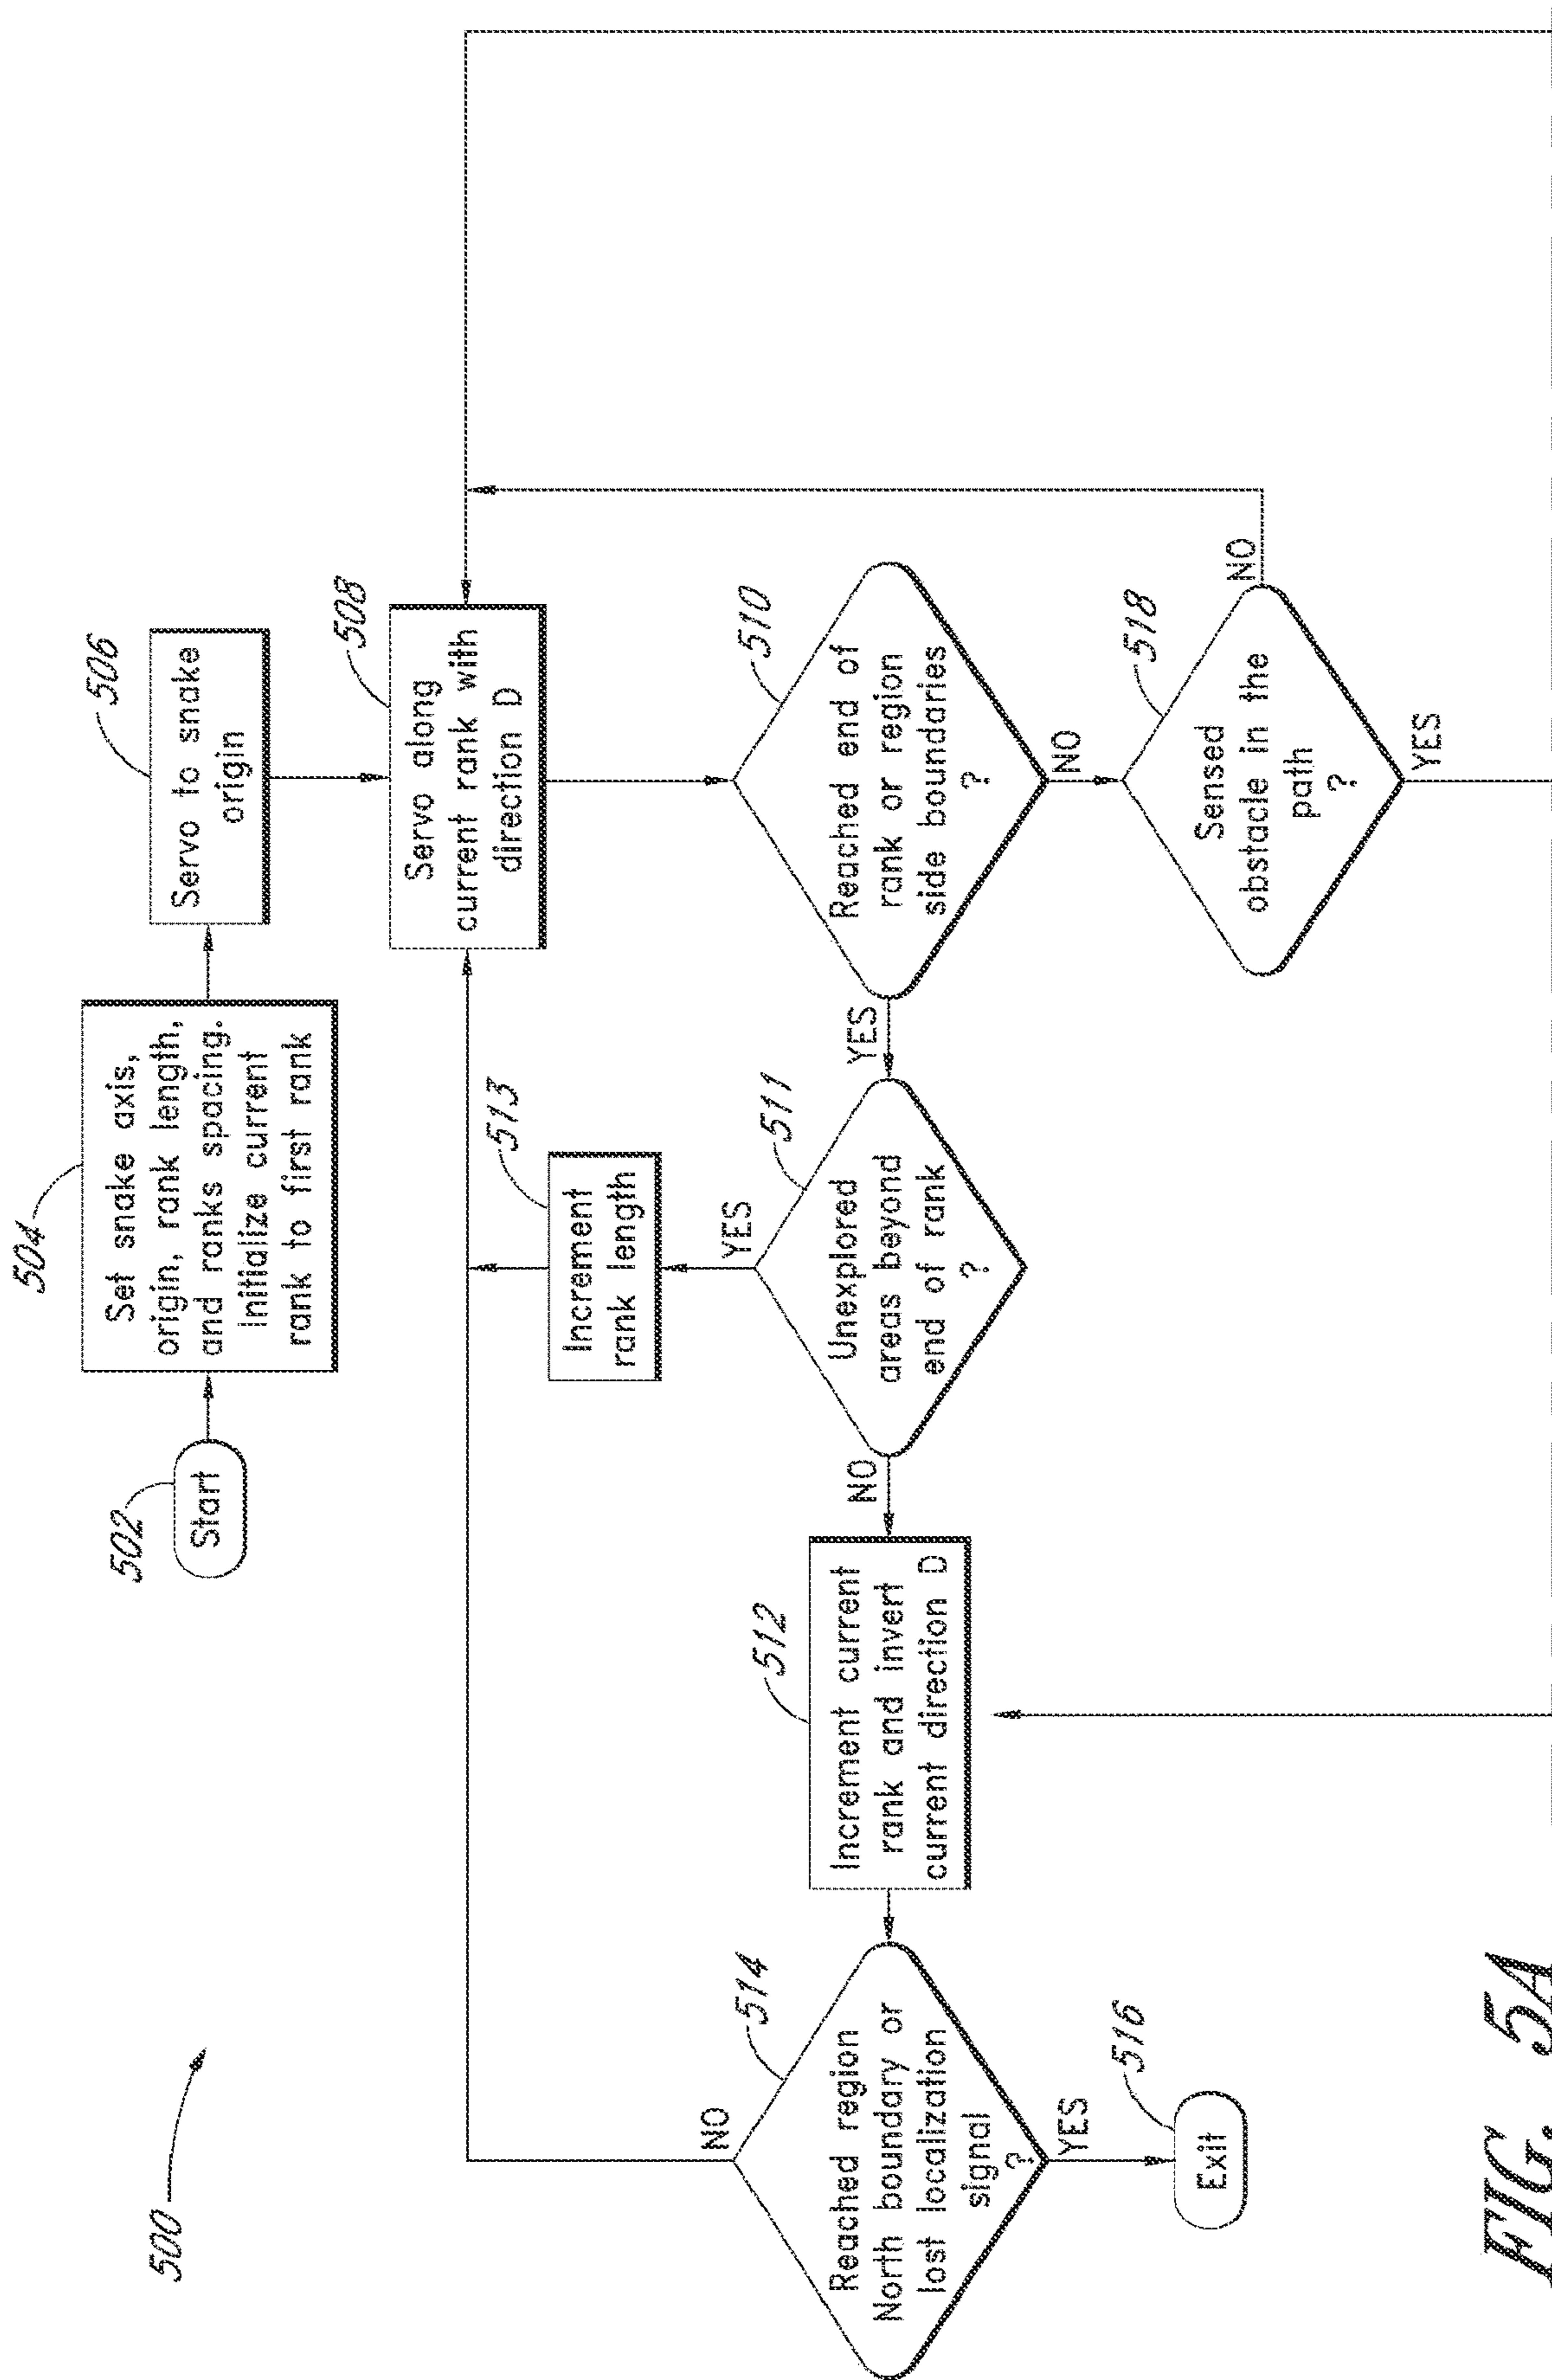 500
502
Start
504
Set snake axis,
origin, rank length,
and ranks spacing.
Initialize current
rank to first rank
506
Servo to snake
origin
508
Servo along
current rank with
direction D
510
Reached end of
rank or region
side boundaries
?
YES
NO
511
Unexplored
areas beyond
end of rank
?
YES
NO
513
Increment
rank length
512
Increment current
rank and invert
current direction D
514
Reached region
North boundary or
lost localization
signal
?
NO
YES
516
Exit
518
Sensed
obstacle in the
path
?
NO
YES
FIG. 5A